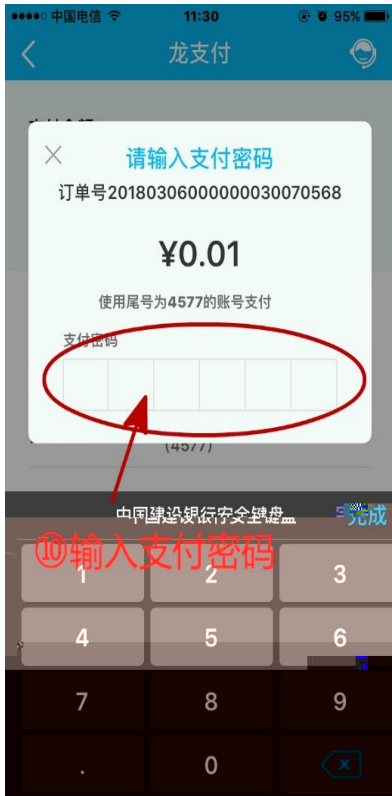 中国电信 11:30 95%
龙支付
请输入支付密码
订单号20180306000000030070568
¥0.01
使用尾号为4577的账号支付
支付密码
(4577)
中国建设银行安全键盘 完成
⑩输入支付密码
1 2 3
4 5 6
7 8 9
. 0